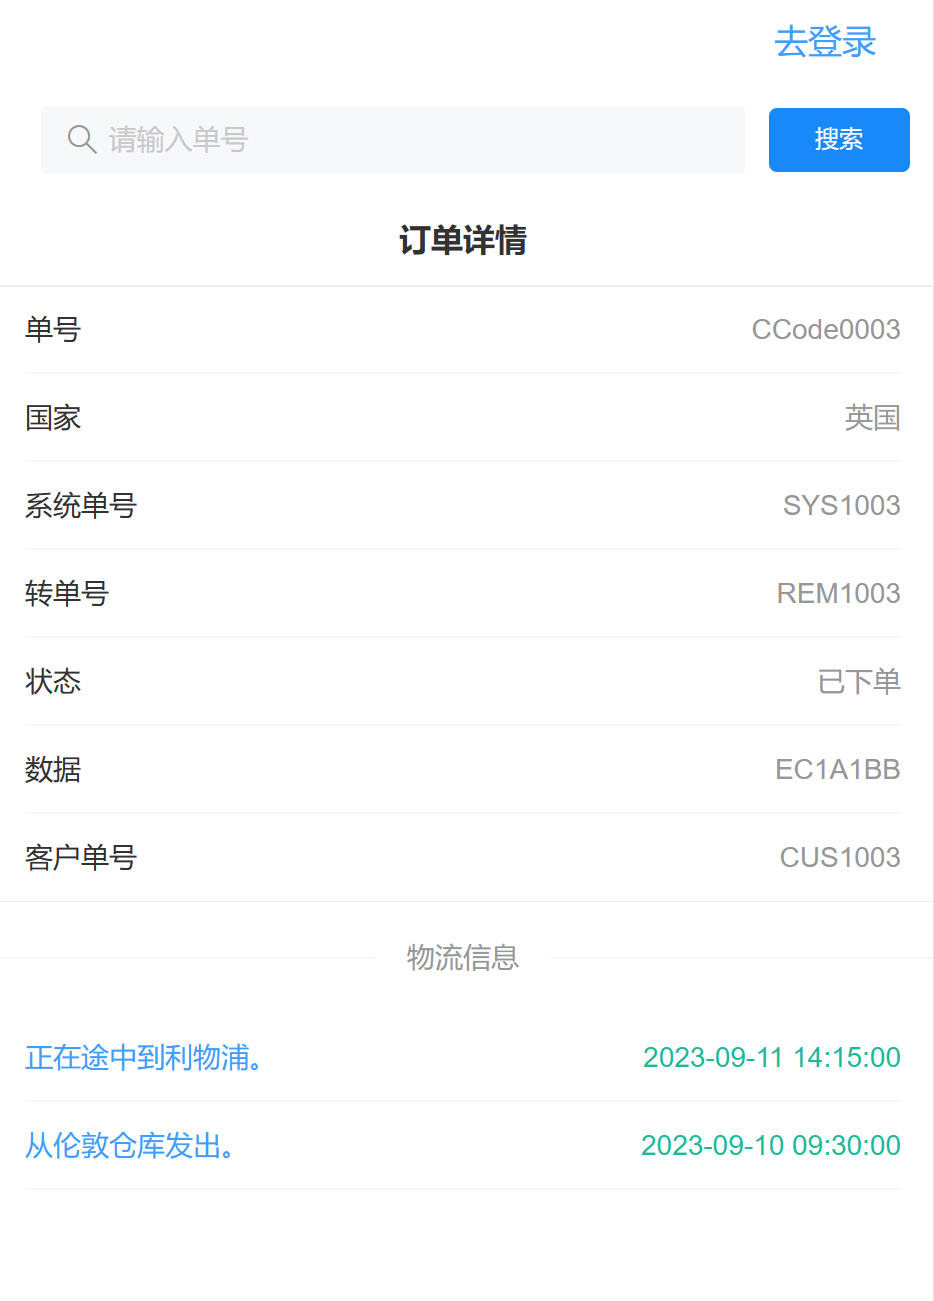 去登录
请输入单号
搜索
订单详情
单号 CCode0003
国家 英国
系统单号 SYS1003
转单号 REM1003
状态 已下单
数据 EC1A1BB
客户单号 CUS1003
物流信息
正在途中到利物浦。 2023-09-11 14:15:00
从伦敦仓库发出。 2023-09-10 09:30:00